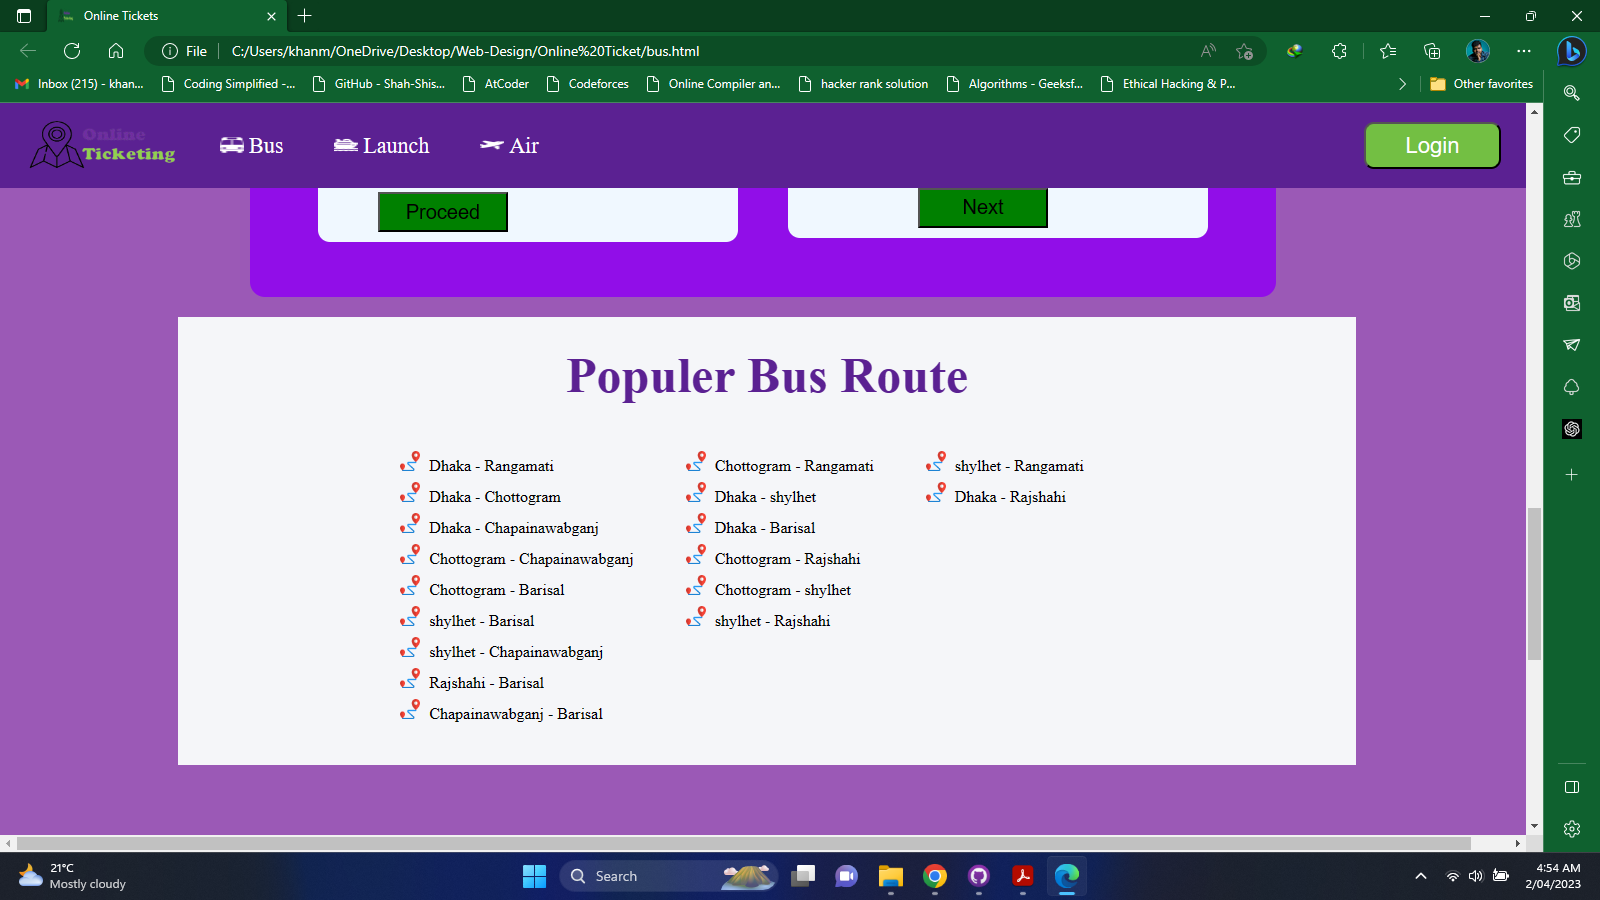 Online Tickets
File
C:/Users/khanm/OneDrive/Desktop/Web-Design/Online%20Ticket/bus.html
Inbox (215) - khan...
Coding Simplified -...
GitHub - Shah-Shis...
AtCoder
Codeforces
Online Compiler an...
hacker rank solution
Algorithms - Geeksf...
Ethical Hacking & P...
Other favorites
Online
Ticketing
Bus
Launch
Air
Login
Proceed
Next
Populer Bus Route
Dhaka - Rangamati
Dhaka - Chottogram
Dhaka - Chapainawabganj
Chottogram - Chapainawabganj
Chottogram - Barisal
shylhet - Barisal
shylhet - Chapainawabganj
Rajshahi - Barisal
Chapainawabganj - Barisal
Chottogram - Rangamati
Dhaka - shylhet
Dhaka - Barisal
Chottogram - Rajshahi
Chottogram - shylhet
shylhet - Rajshahi
shylhet - Rangamati
Dhaka - Rajshahi
21°C
Mostly cloudy
Search
4:54 AM
2/04/2023